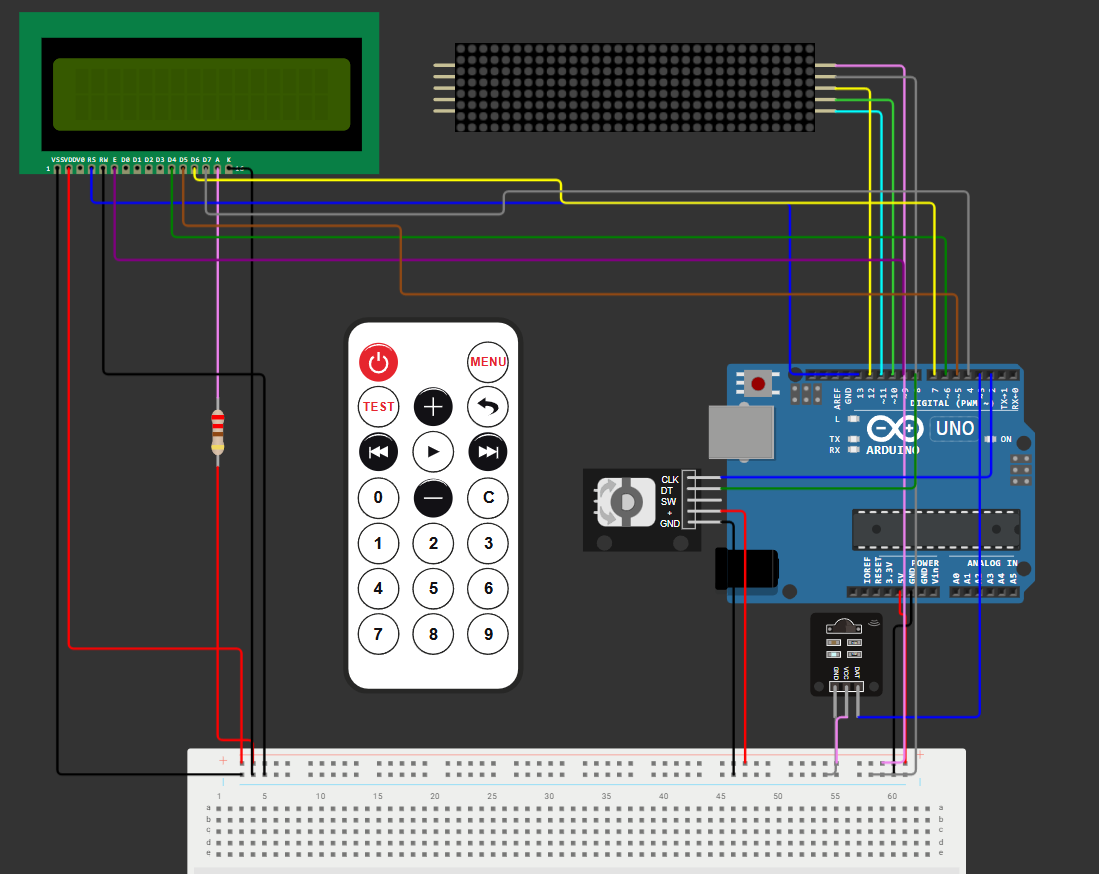 VSS VDD V0 RS RW E D0 D1 D2 D3 D4 D5 D6 D7 A K
1
16
MENU
TEST
0
C
1
2
3
4
5
6
7
8
9
CLK
DT
SW
+
GND
AREF
GND
13
12
~11
~10
~9
8
7
~6
~5
4
~3
2
TX→1
RX←0
DIGITAL (PWM ~)
L
TX
RX
ARDUINO
UNO
ON
IOREF
RESET
3.3V
5V
GND
GND
Vin
POWER
ANALOG IN
A0
A1
A2
A3
A4
A5
GND
VCC
DAT
+
+
1 5 10 15 20 25 30 35 40 45 50 55 60
a a
b b
c c
d d
e e